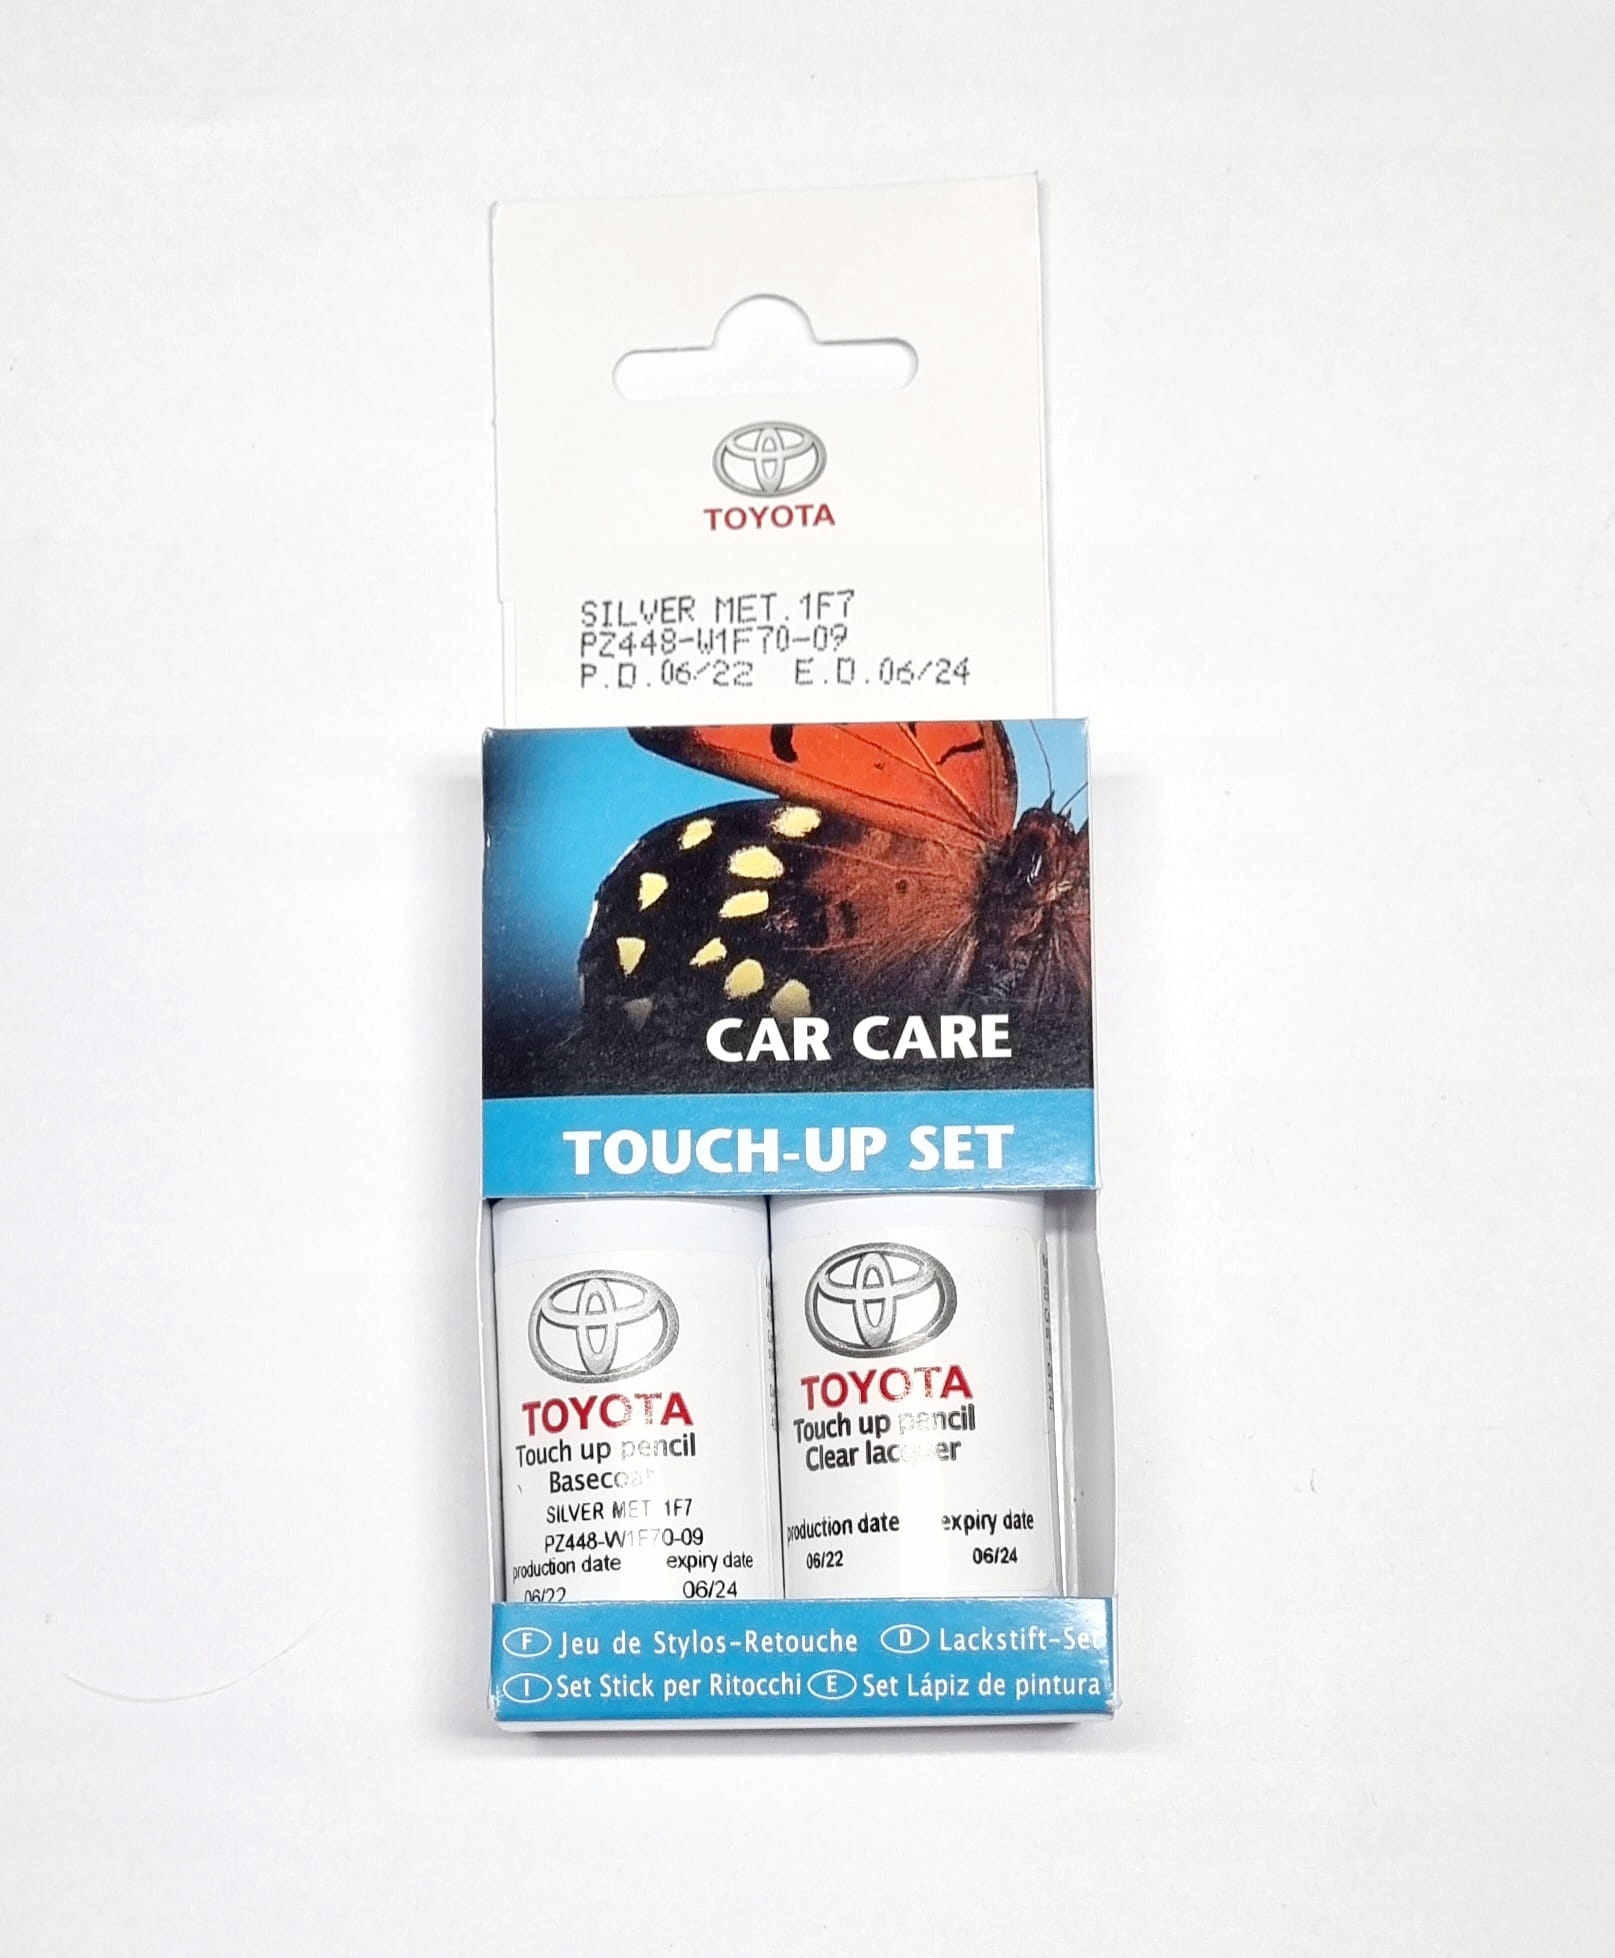 TOYOTA
SILVER MET.1F7
PZ448-W1F70-09
P.D.06/22 E.D.06/24
CAR CARE
TOUCH-UP SET
TOYOTA
Touch up pencil
Basecoat
SILVER MET 1F7
PZ448-W1F70-09
production date expiry date
06/22 06/24
TOYOTA
Touch up pencil
Clear lacquer
production date expiry date
06/22 06/24
F Jeu de Stylos-Retouche D Lackstift-Set
I Set Stick per Ritocchi E Set Lápiz de pintura